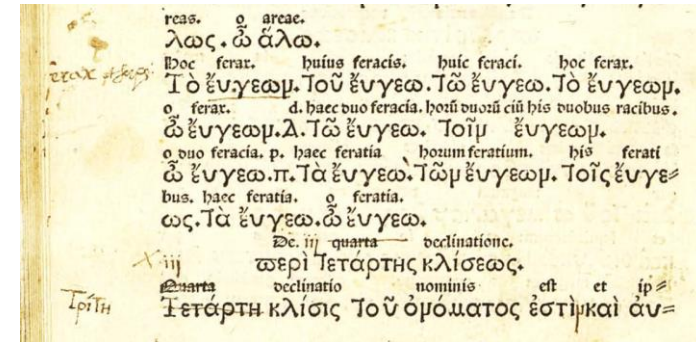 reas. o areae.
λως. ὦ ἅλω.
Hoc ferax. huius feracis. huic feraci. hoc ferax.
Τὸ ἔυγεωμ. Τοῦ ἔυγεω. Τῶ ἔυγεω. Τὸ ἔυγεωμ.
o ferax. d. haec duo feracia. horū duorū ciū his duobus racibus.
ὦ ἔυγεωμ. λ. Τῶ ἔυγεω. Τοῖμ ἔυγεωμ.
o duo feracia. p. haec feratia horum feratium. his ferati
ὦ ἔυγεω. π. Τὰ ἔυγεω. Τῶμ ἔυγεωμ. Τοῖς ἔυγε=
bus. haec feratia. o feratia.
ως. Τὰ ἔυγεω. ὦ ἔυγεω.
De. iij quarta declinatione.
iij περὶ Τετάρτης κλίσεως.
Quarta declinatio nominis est et ip=
Τρίτη Τετάρτη κλίσις Τοῦ ὀμόματος ἐστὶμ καὶ ἀυ=